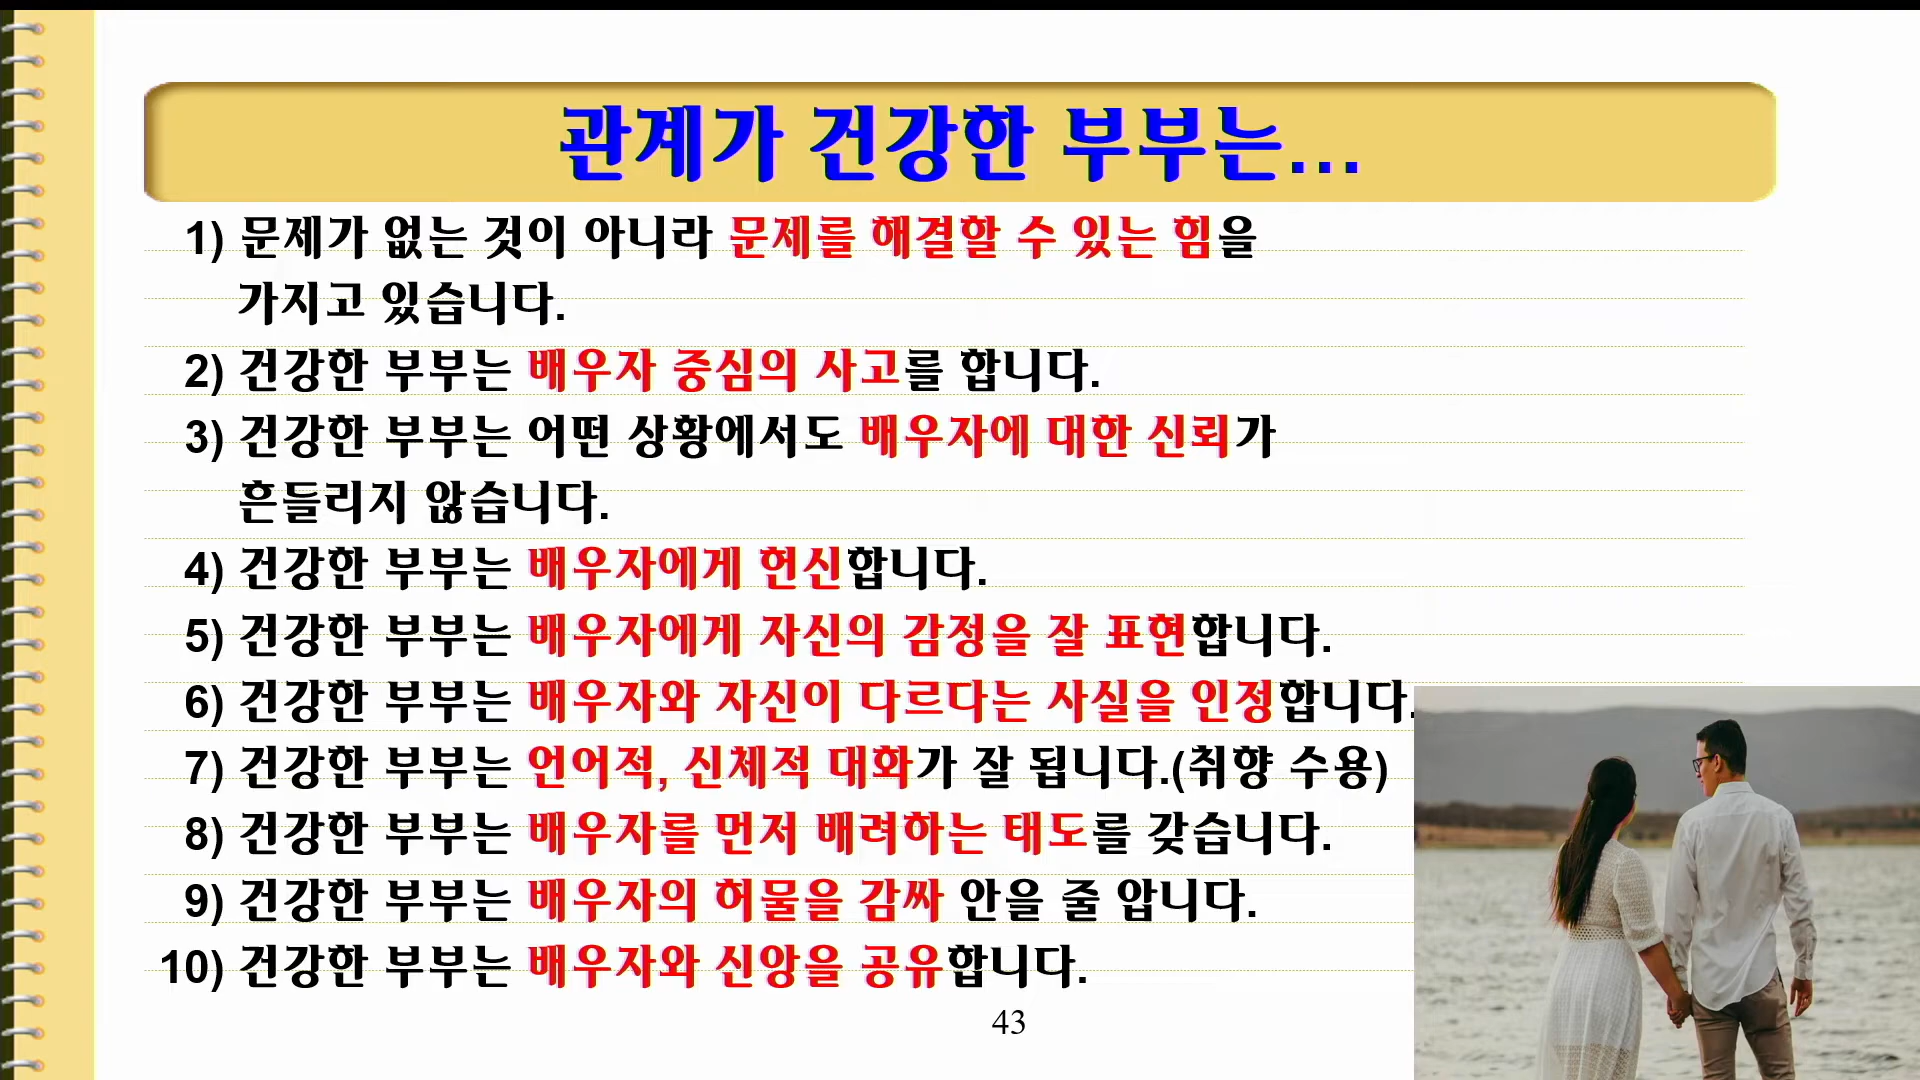 관계가 건강한 부부는...
1) 문제가 없는 것이 아니라 문제를 해결할 수 있는 힘을
가지고 있습니다.
2) 건강한 부부는 배우자 중심의 사고를 합니다.
3) 건강한 부부는 어떤 상황에서도 배우자에 대한 신뢰가
흔들리지 않습니다.
4) 건강한 부부는 배우자에게 헌신합니다.
5) 건강한 부부는 배우자에게 자신의 감정을 잘 표현합니다.
6) 건강한 부부는 배우자와 자신이 다르다는 사실을 인정합니다.
7) 건강한 부부는 언어적, 신체적 대화가 잘 됩니다.(취향 수용)
8) 건강한 부부는 배우자를 먼저 배려하는 태도를 갖습니다.
9) 건강한 부부는 배우자의 허물을 감싸 안을 줄 압니다.
10) 건강한 부부는 배우자와 신앙을 공유합니다.
43